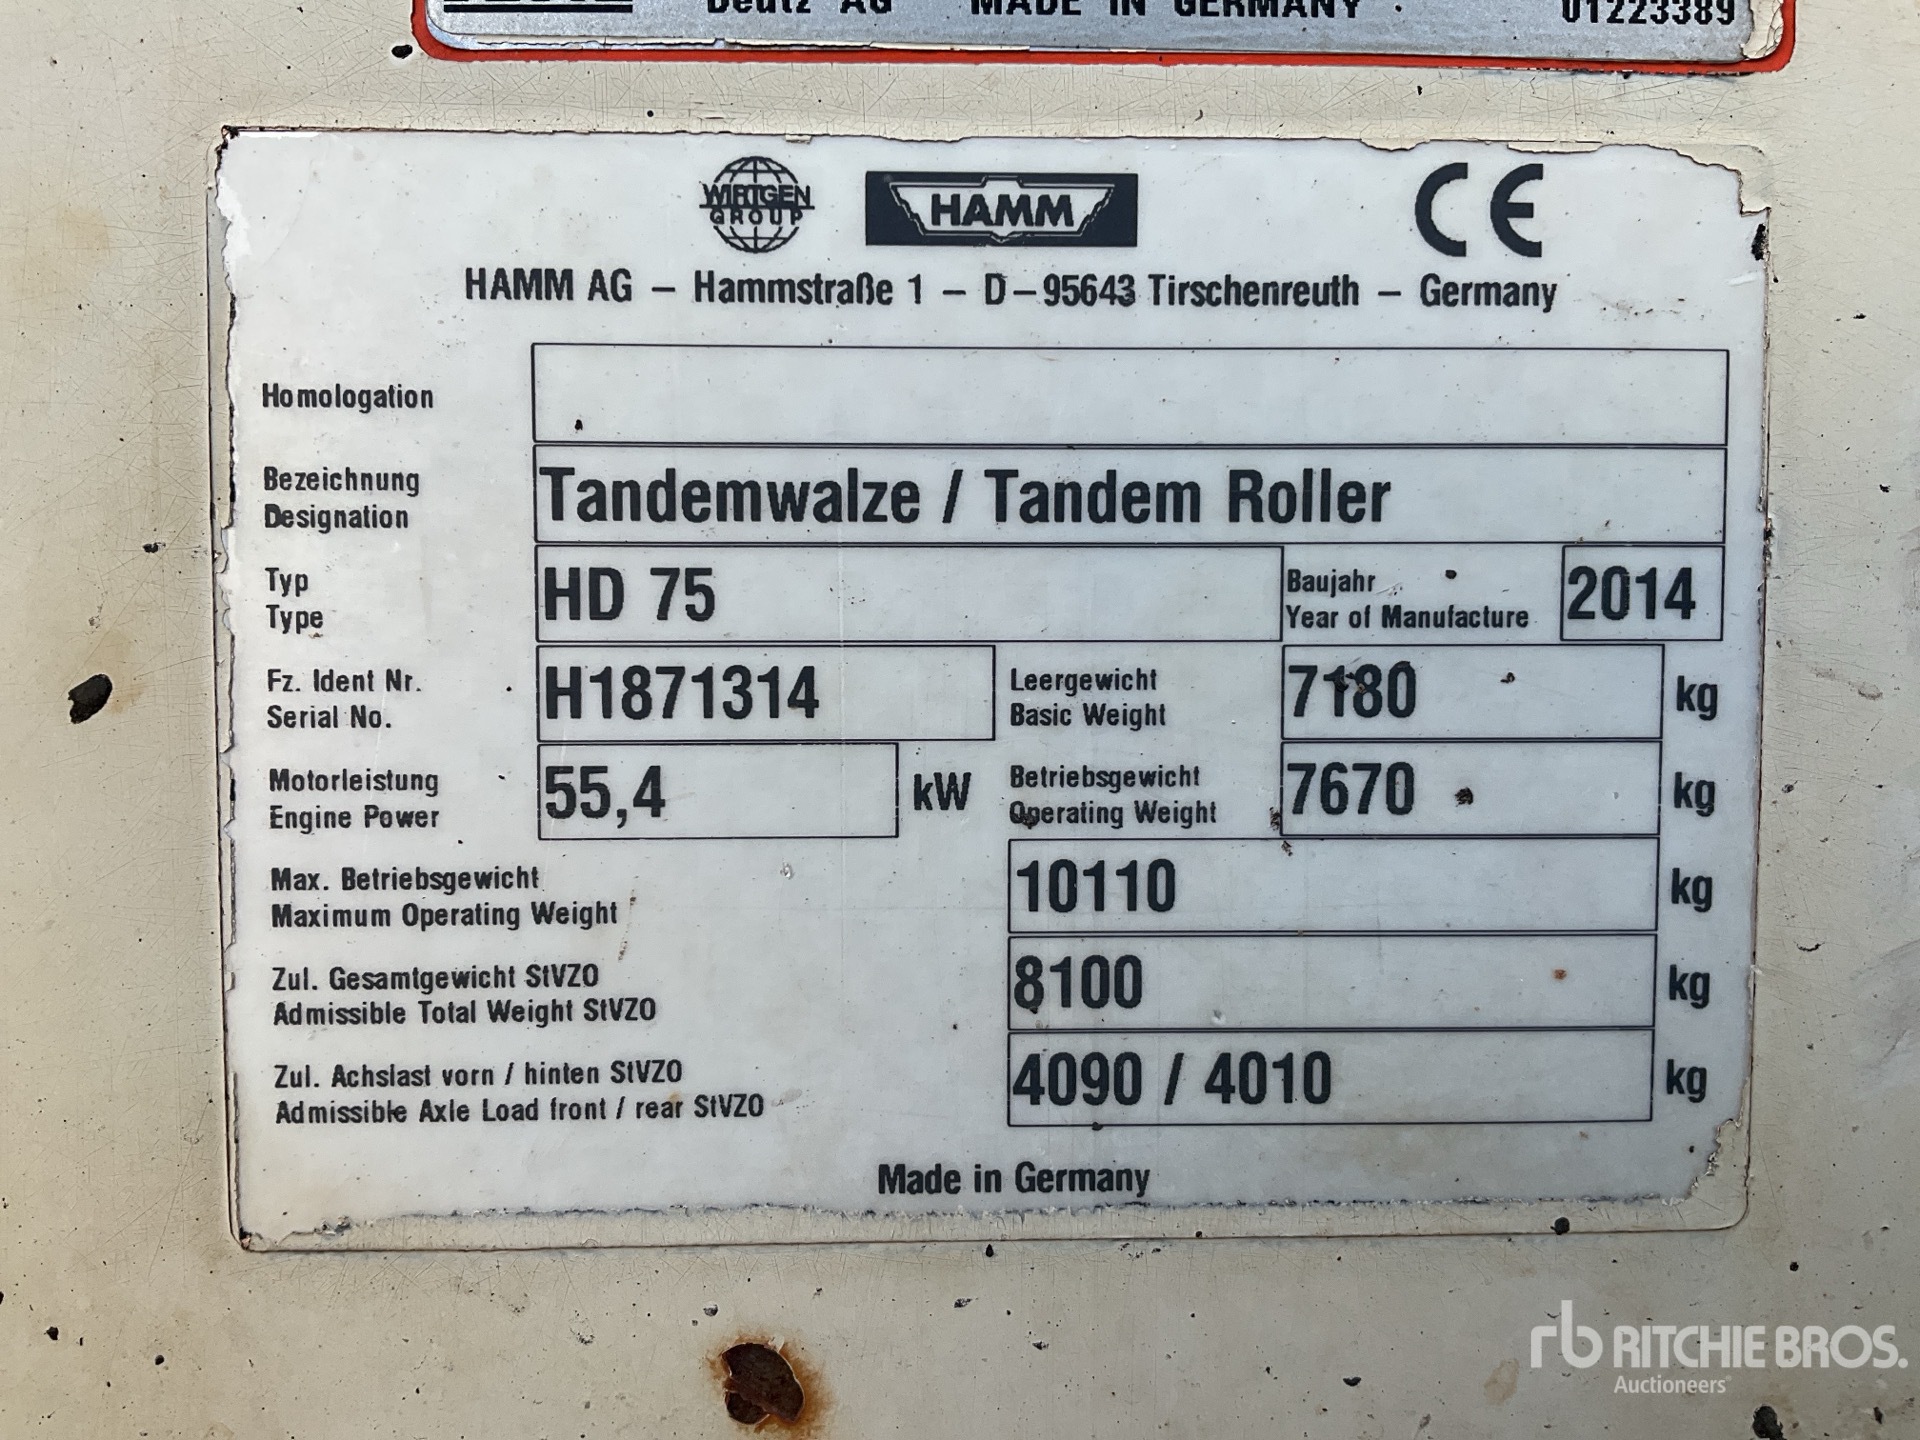 Deutz AG MADE IN GERMANY 01223389
WIRTGEN
GROUP
HAMM
CE
HAMM AG – Hammstraße 1 – D–95643 Tirschenreuth – Germany
Homologation
Bezeichnung
Designation
Tandemwalze / Tandem Roller
Typ
Type
HD 75
Baujahr
Year of Manufacture
2014
Fz. Ident Nr.
Serial No.
H1871314
Leergewicht
Basic Weight
7180 kg
Motorleistung
Engine Power
55,4 kW
Betriebsgewicht
Operating Weight
7670 kg
Max. Betriebsgewicht
Maximum Operating Weight
10110 kg
Zul. Gesamtgewicht StVZO
Admissible Total Weight StVZO
8100 kg
Zul. Achslast vorn / hinten StVZO
Admissible Axle Load front / rear StVZO
4090 / 4010 kg
Made in Germany
rb RITCHIE BROS.
Auctioneers